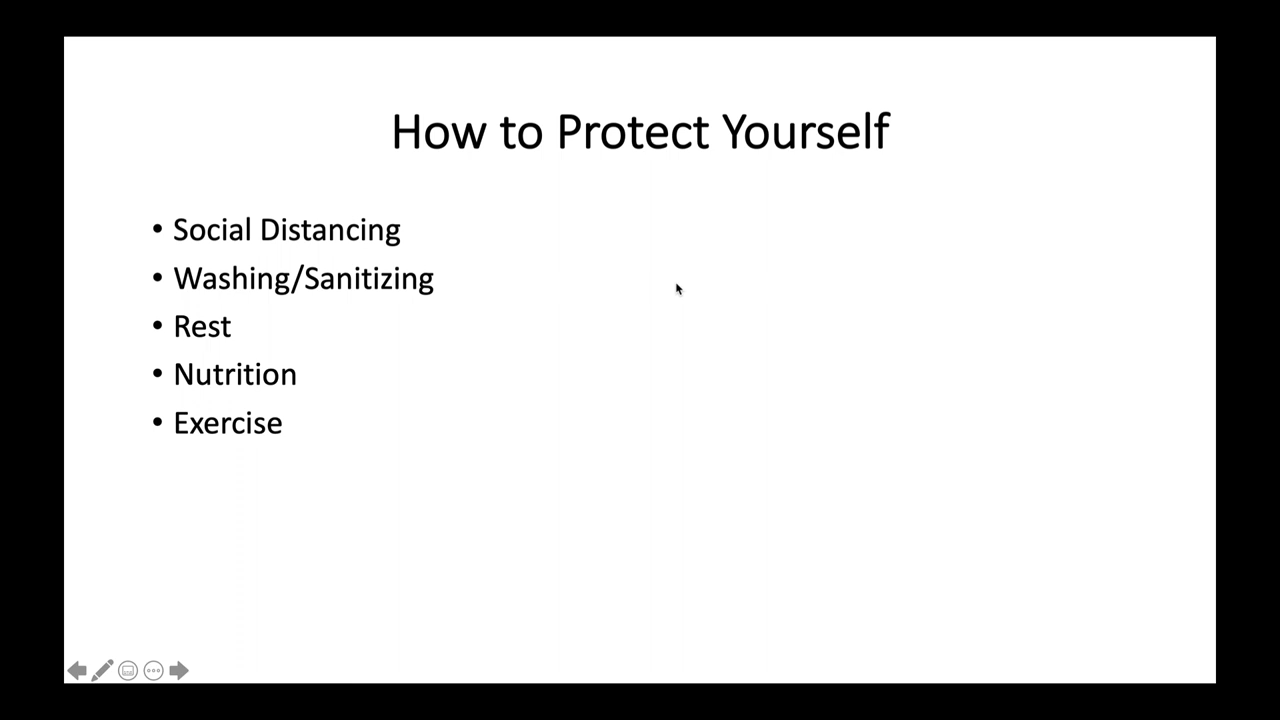 How to Protect Yourself
• Social Distancing
• Washing/Sanitizing
• Rest
• Nutrition
• Exercise